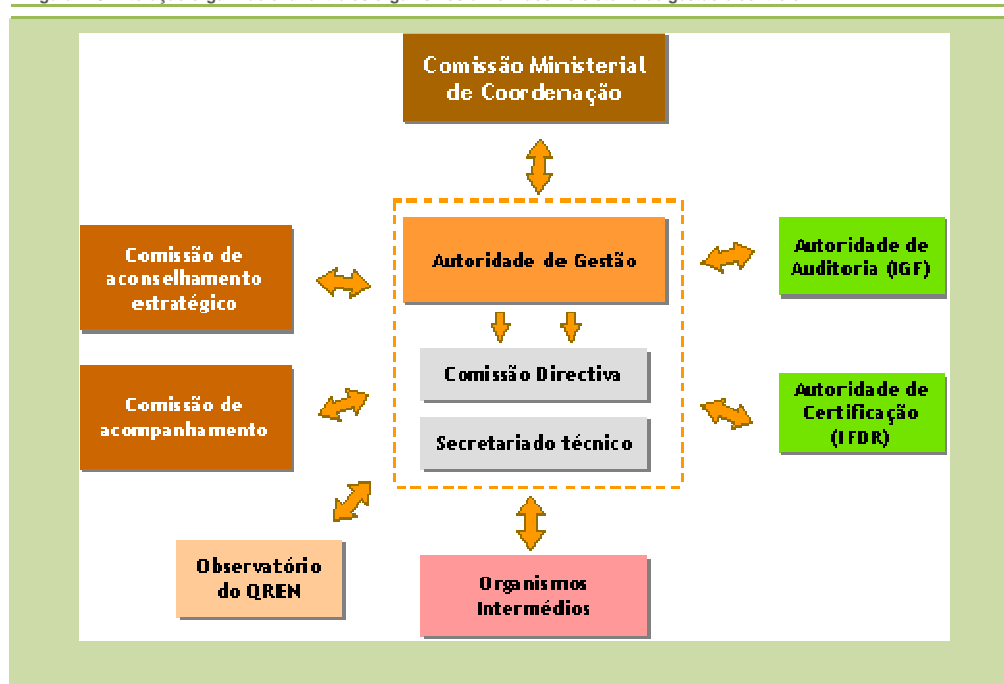 Comissão Ministerial
de Coordenação
Comissão de
aconselhamento
estratégico
Autoridade de Gestão
Autoridade de
Auditoria (IGF)
Comissão Directiva
Comissão de
acompanhamento
Secretariado técnico
Autoridade de
Certificação
(IFDR)
Observatório
do QREN
Organismos
Intermédios